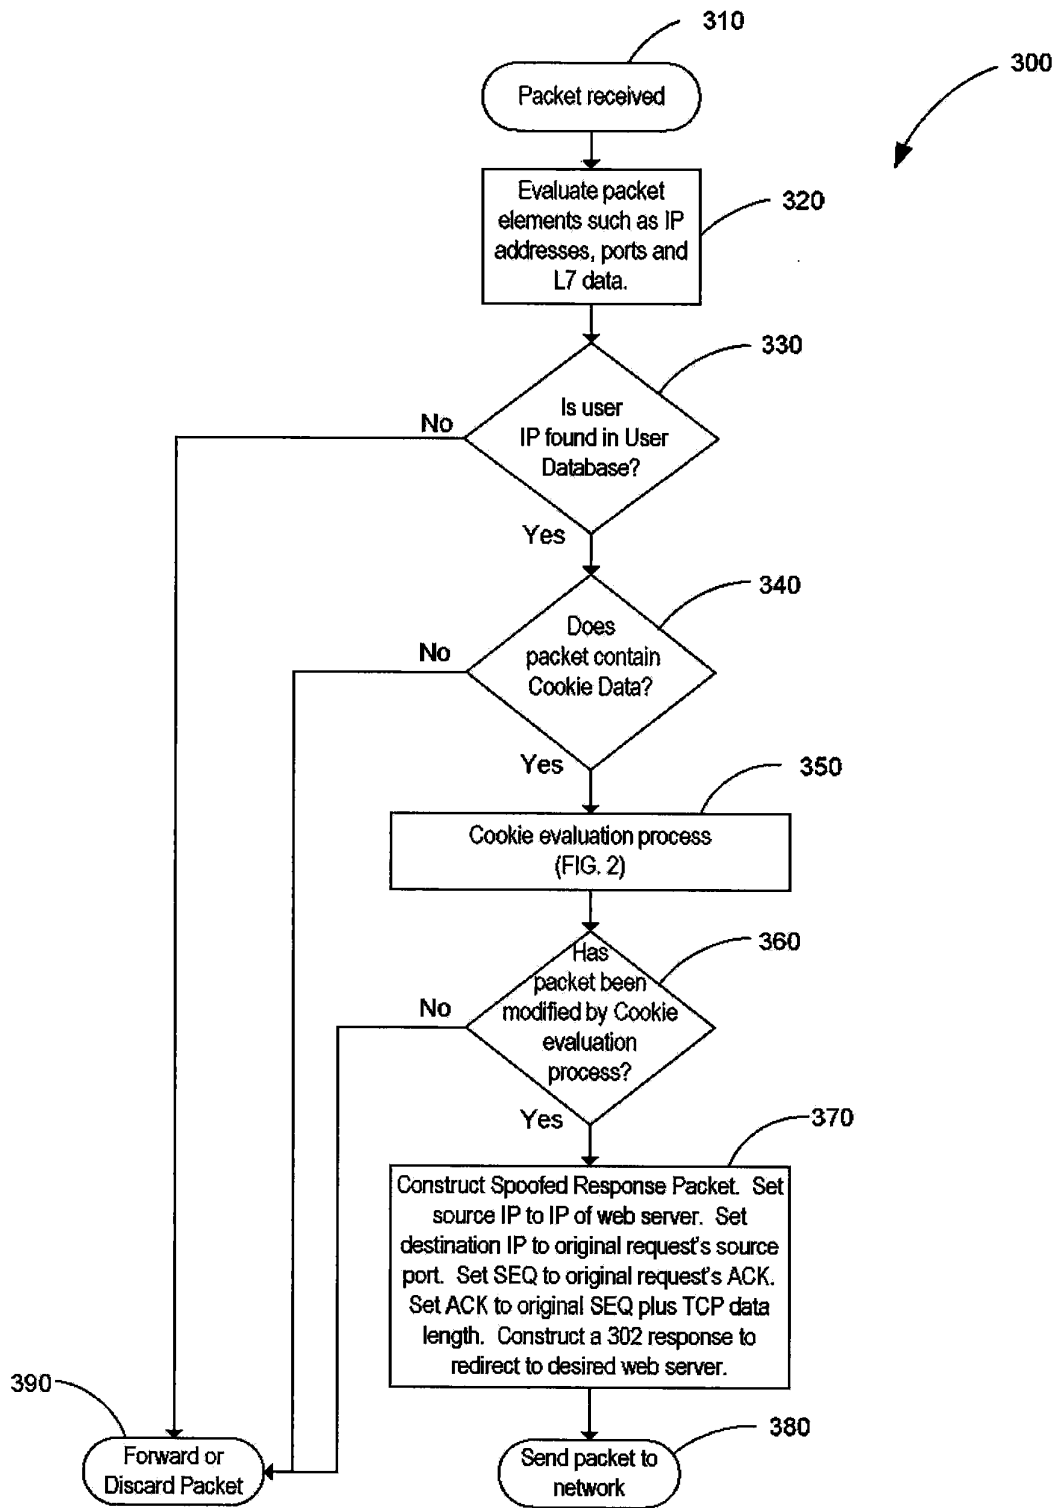 310
300
Packet received
Evaluate packet
elements such as IP
addresses, ports and
L7 data.
320
330
No
Is user
IP found in User
Database?
Yes
340
No
Does
packet contain
Cookie Data?
Yes
350
Cookie evaluation process
(FIG. 2)
360
No
Has
packet been
modified by Cookie
evaluation
process?
Yes
370
Construct Spoofed Response Packet. Set
source IP to IP of web server. Set
destination IP to original request's source
port. Set SEQ to original request's ACK.
Set ACK to original SEQ plus TCP data
length. Construct a 302 response to
redirect to desired web server.
390
380
Forward or
Discard Packet
Send packet to
network